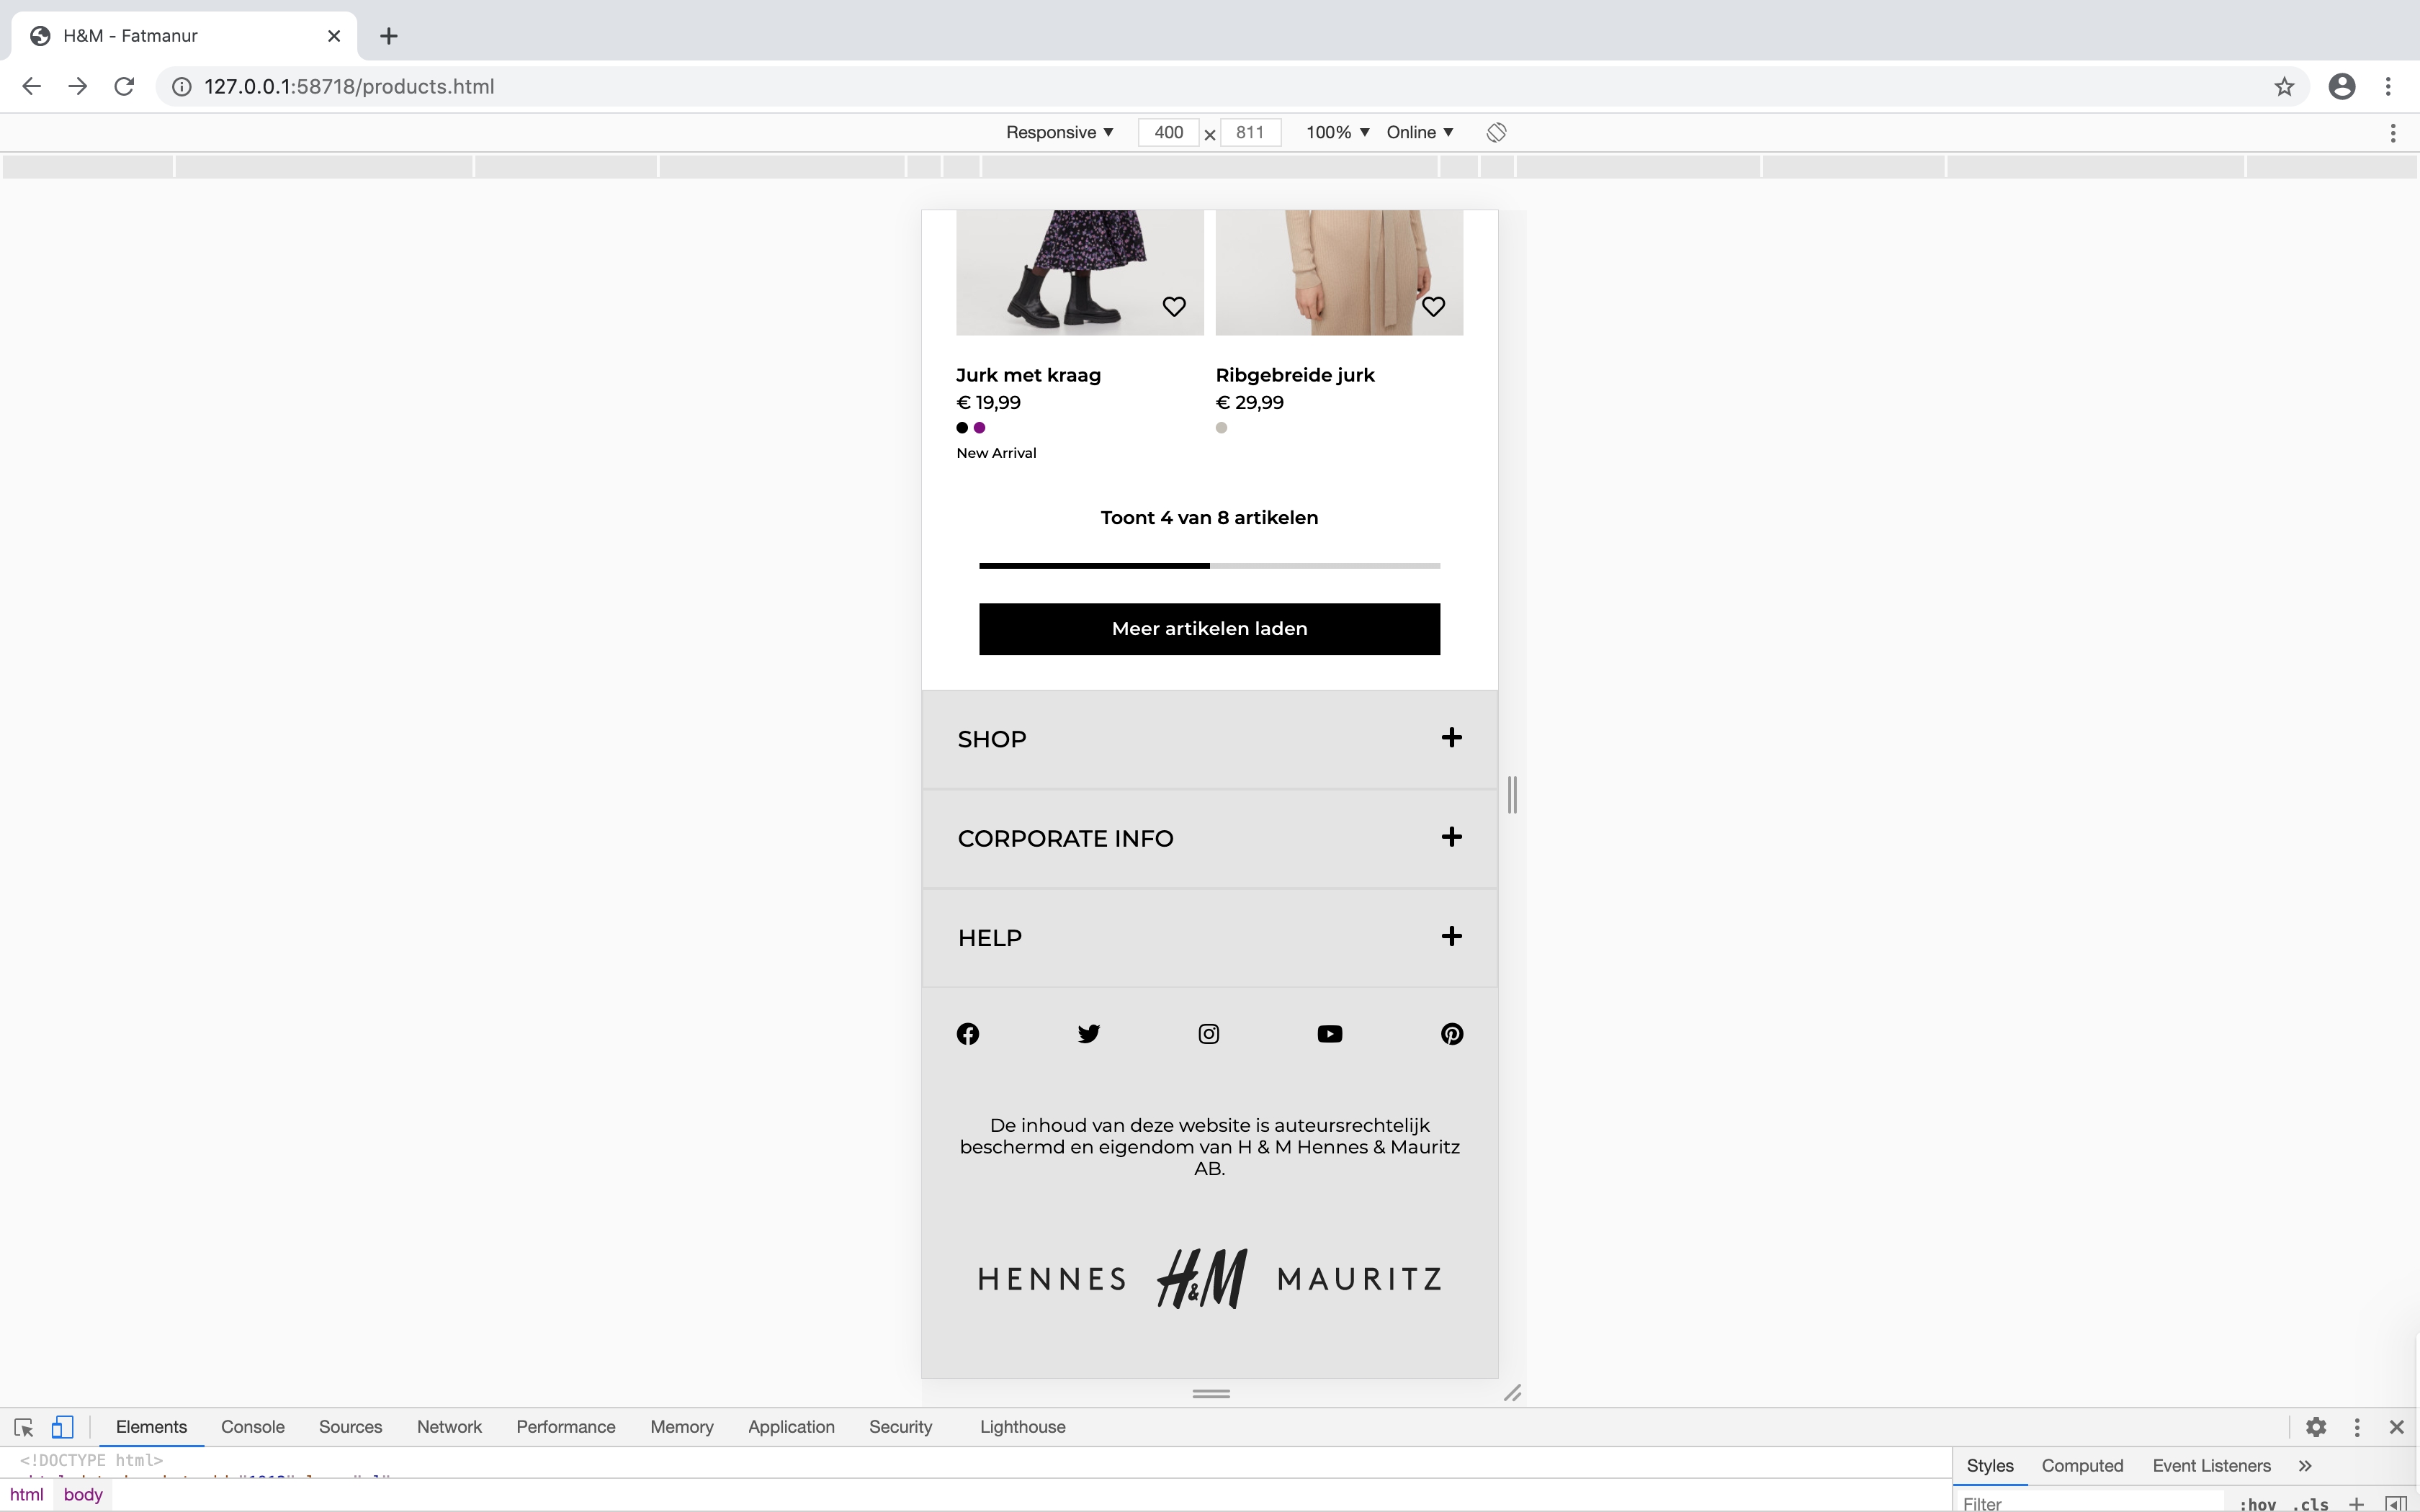 H&M - Fatmanur
127.0.0.1:58718/products.html
Responsive 400 × 811 100% Online
Jurk met kraag
€ 19,99
New Arrival
Ribgebreide jurk
€ 29,99
Toont 4 van 8 artikelen
Meer artikelen laden
SHOP
CORPORATE INFO
HELP
De inhoud van deze website is auteursrechtelijk
beschermd en eigendom van H & M Hennes & Mauritz
AB.
HENNES H&M MAURITZ
Elements Console Sources Network Performance Memory Application Security Lighthouse
<!DOCTYPE html>
html body
Styles Computed Event Listeners »
Filter :hov .cls